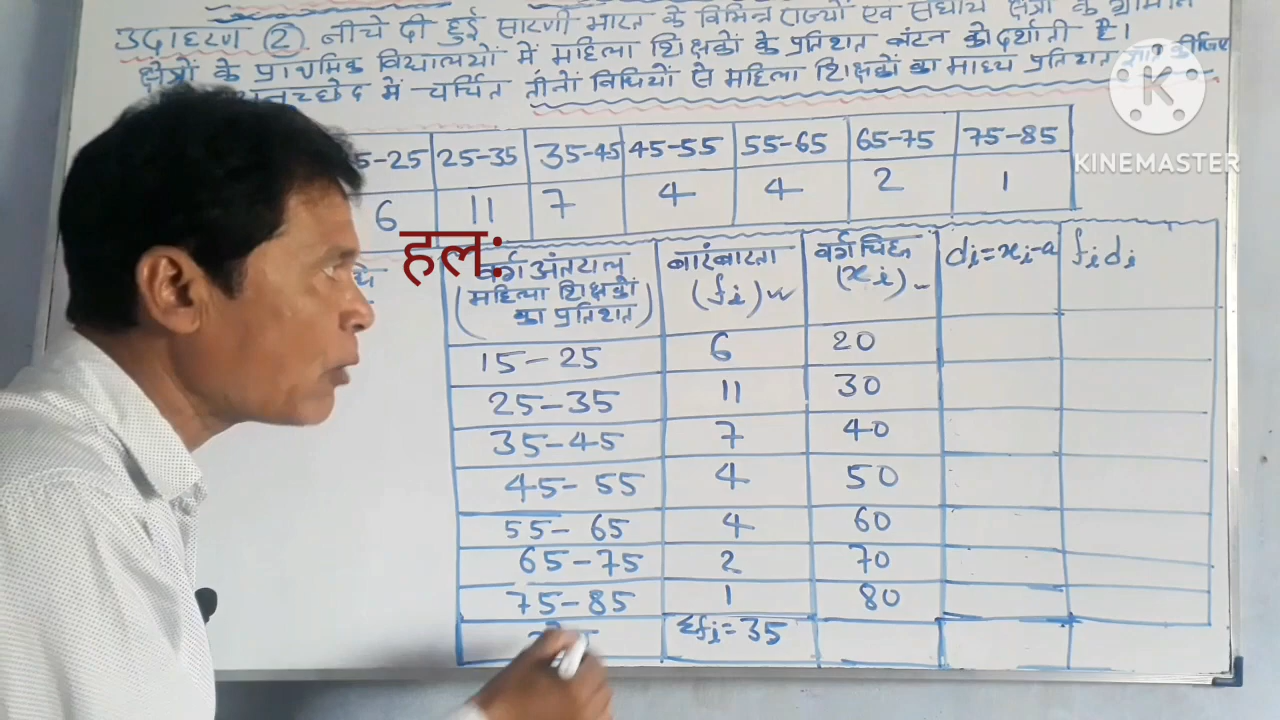 उदाहरण 2. नीचे दी हुई सारणी भारत के विभिन्न राज्यों एवं संघीय क्षेत्रों के ग्रामीण
क्षेत्रों के प्राथमिक विद्यालयों में महिला शिक्षकों के प्रतिशत बंटन को दर्शाती है।
में चर्चित तीनों विधियों से महिला शिक्षकों का माध्य प्रतिशत ज्ञात कीजिए
KINEMASTER
5-25 25-35 35-45 45-55 55-65 65-75 75-85
6 11 7 4 4 2 1
हल:
वर्ग अंतराल (महिला शिक्षकों का प्रतिशत) बारंबारता (fi) वर्ग चिह्न (xi) di=xi-a fidi
15-25 6 20
25-35 11 30
35-45 7 40
45-55 4 50
55-65 4 60
65-75 2 70
75-85 1 80
Σfi=35